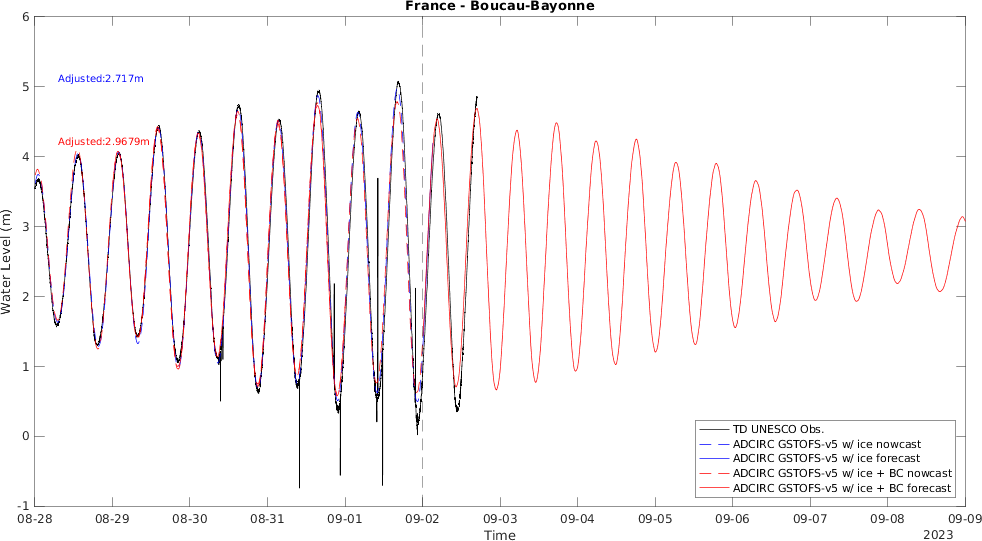 France - Boucau-Bayonne
6
5
4
3
2
1
0
-1
Water Level (m)
Adjusted:2.717m
Adjusted:2.9679m
TD UNESCO Obs.
ADCIRC GSTOFS-v5 w/ ice nowcast
ADCIRC GSTOFS-v5 w/ ice forecast
ADCIRC GSTOFS-v5 w/ ice + BC nowcast
ADCIRC GSTOFS-v5 w/ ice + BC forecast
08-28 08-29 08-30 08-31 09-01 09-02 09-03 09-04 09-05 09-06 09-07 09-08 09-09
Time
2023